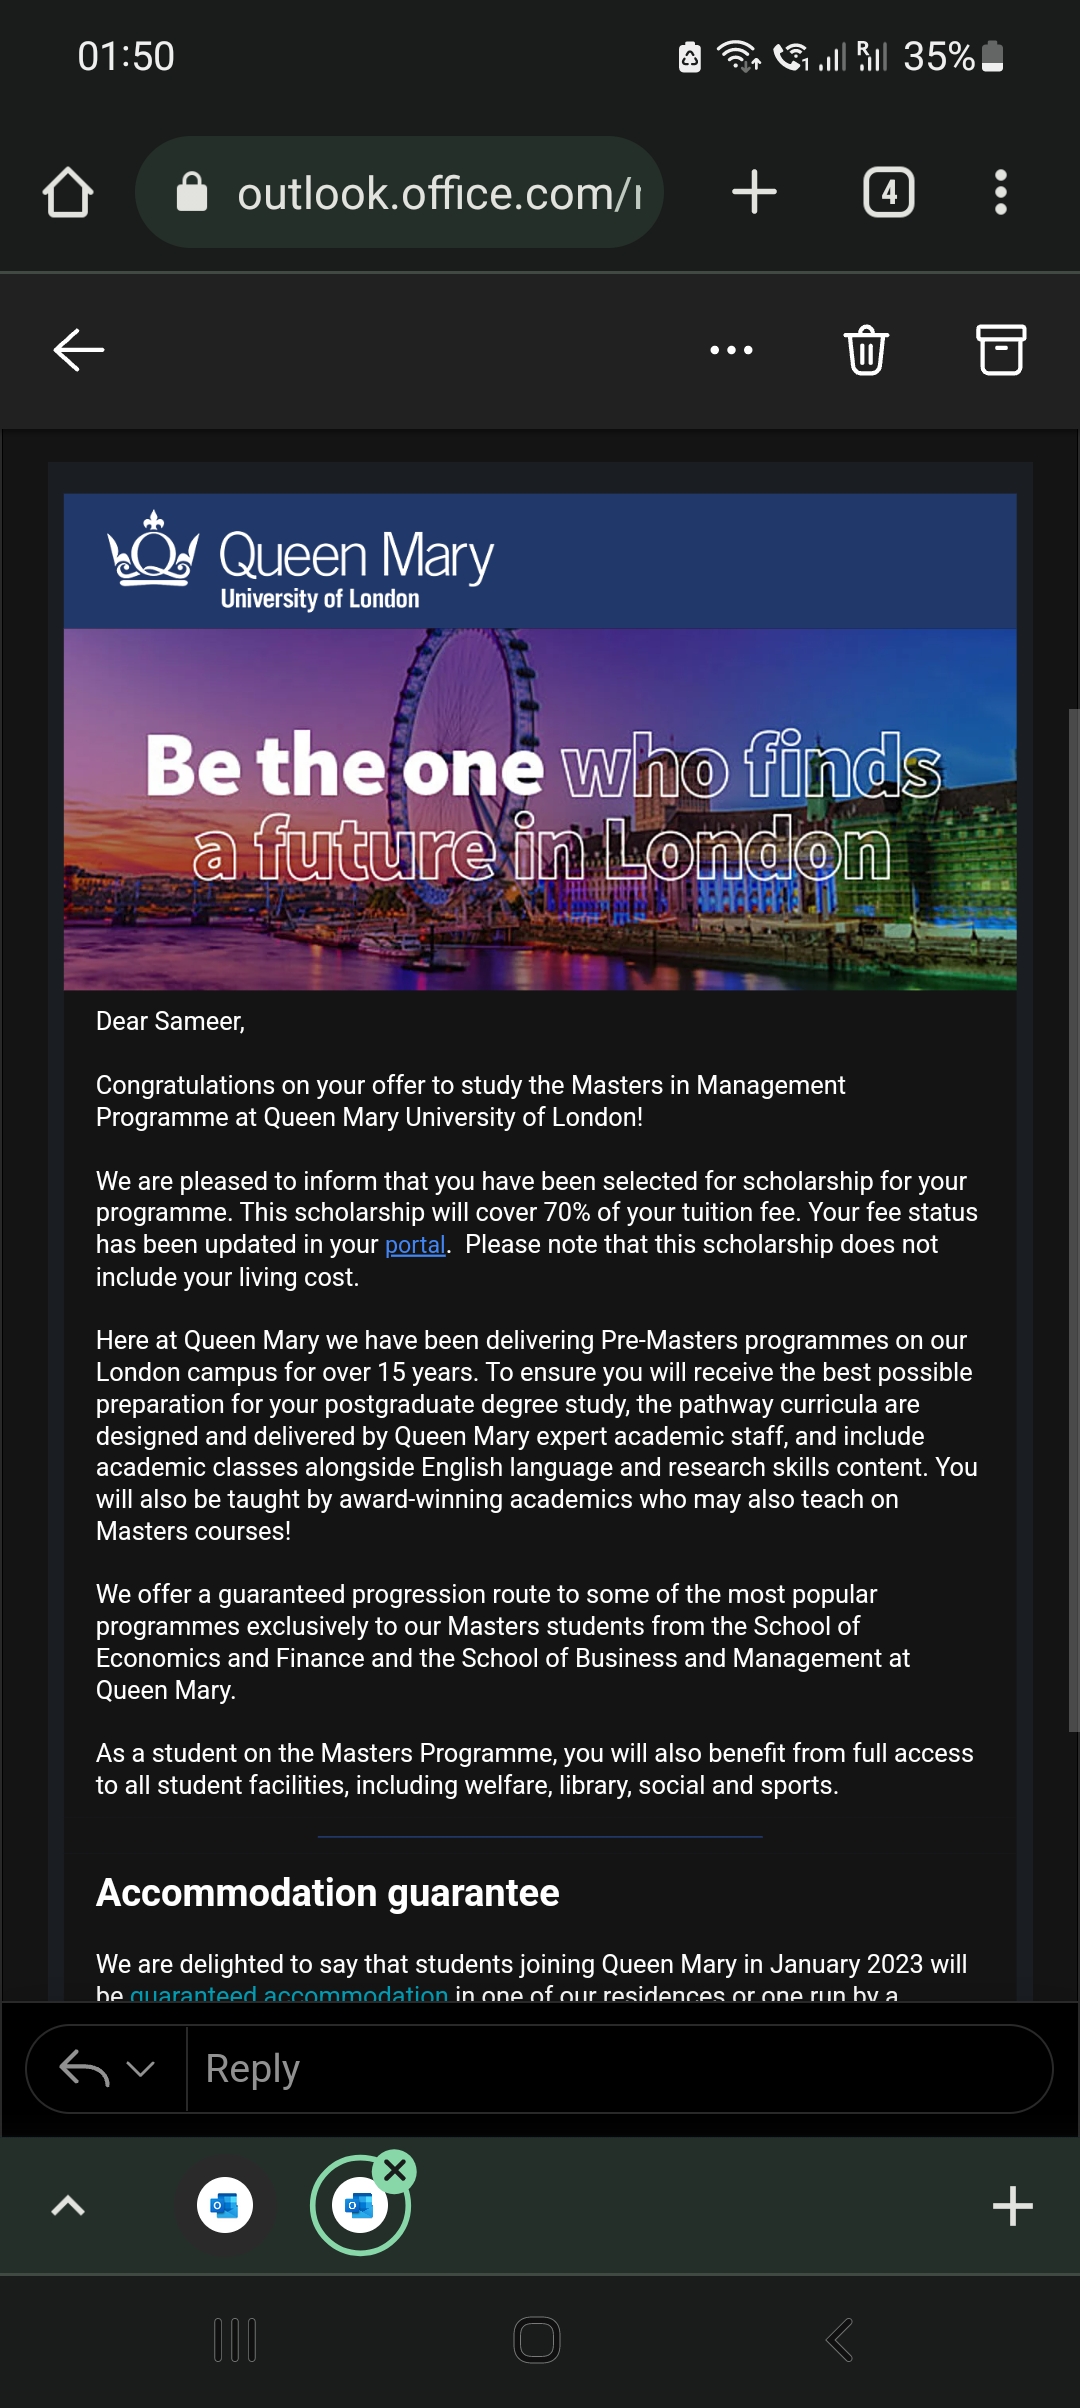 01:50
R
35%
outlook.office.com/
4
Queen Mary
University of London
Be the one who finds
a future in London
Dear Sameer,
Congratulations on your offer to study the Masters in Management
Programme at Queen Mary University of London!
We are pleased to inform that you have been selected for scholarship for your
programme. This scholarship will cover 70% of your tuition fee. Your fee status
has been updated in your portal.  Please note that this scholarship does not
include your living cost.
Here at Queen Mary we have been delivering Pre-Masters programmes on our
London campus for over 15 years. To ensure you will receive the best possible
preparation for your postgraduate degree study, the pathway curricula are
designed and delivered by Queen Mary expert academic staff, and include
academic classes alongside English language and research skills content. You
will also be taught by award-winning academics who may also teach on
Masters courses!
We offer a guaranteed progression route to some of the most popular
programmes exclusively to our Masters students from the School of
Economics and Finance and the School of Business and Management at
Queen Mary.
As a student on the Masters Programme, you will also benefit from full access
to all student facilities, including welfare, library, social and sports.
Accommodation guarantee
We are delighted to say that students joining Queen Mary in January 2023 will
be guaranteed accommodation in one of our residences or one run by a
Reply